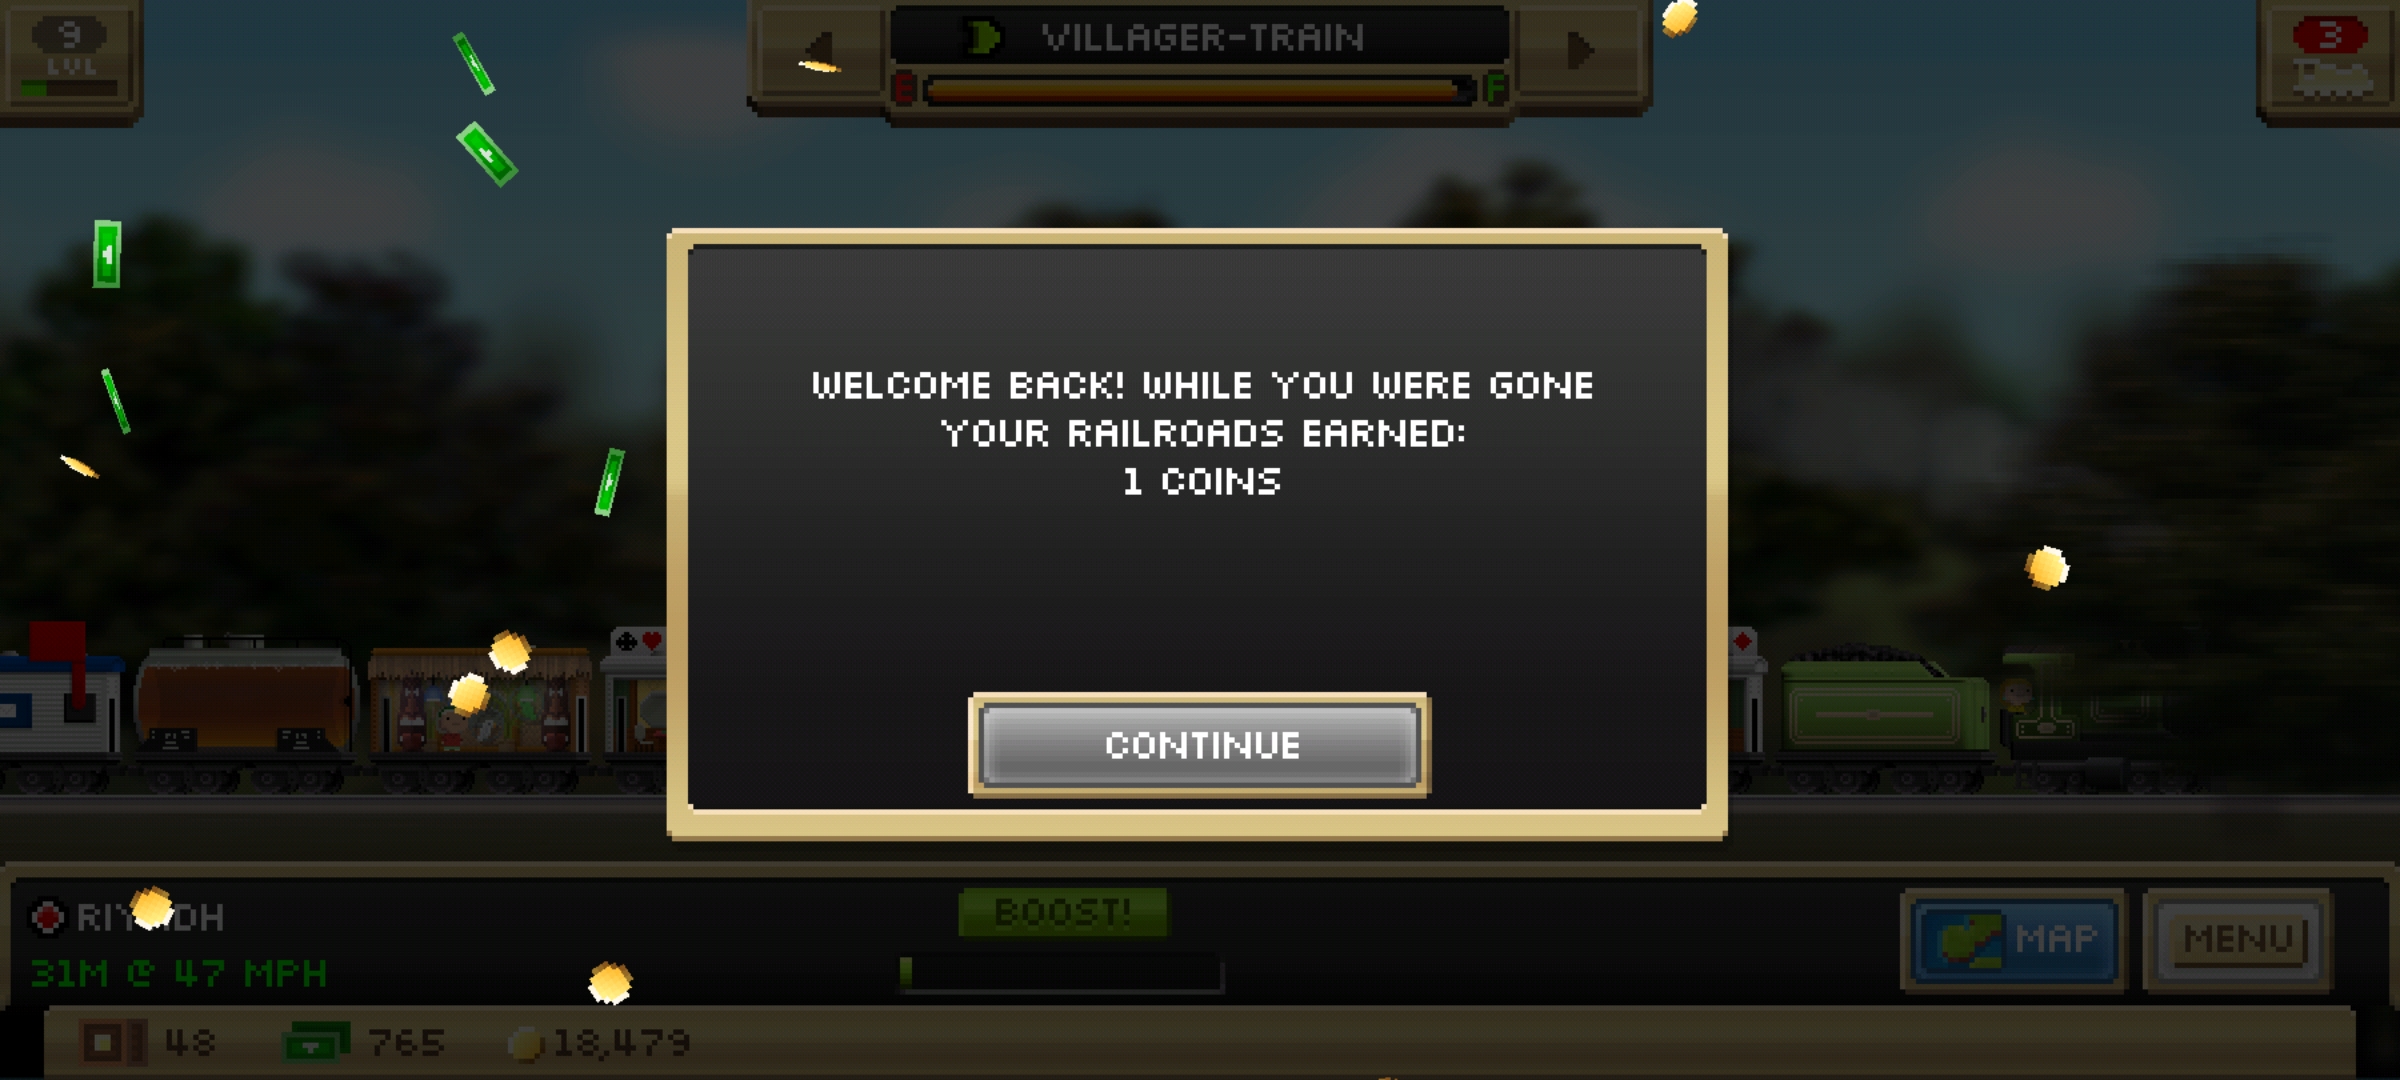 9
LVL
VILLAGER-TRAIN
E
F
3
WELCOME BACK! WHILE YOU WERE GONE
YOUR RAILROADS EARNED:
1 COINS
CONTINUE
RIYADH
31M @ 47 MPH
BOOST!
MAP
MENU
48
765
18,479